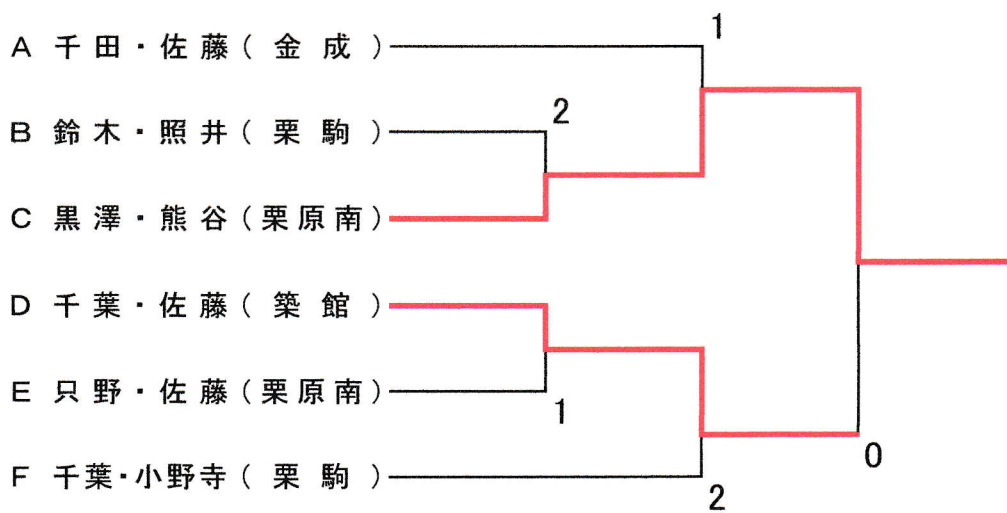 1
A 千田・佐藤(金成)
2
B 鈴木・照井(栗駒)
C 黒澤・熊谷(栗原南)
D 千葉・佐藤(築館)
E 只野・佐藤(栗原南)
1
0
F 千葉・小野寺(栗駒)
2